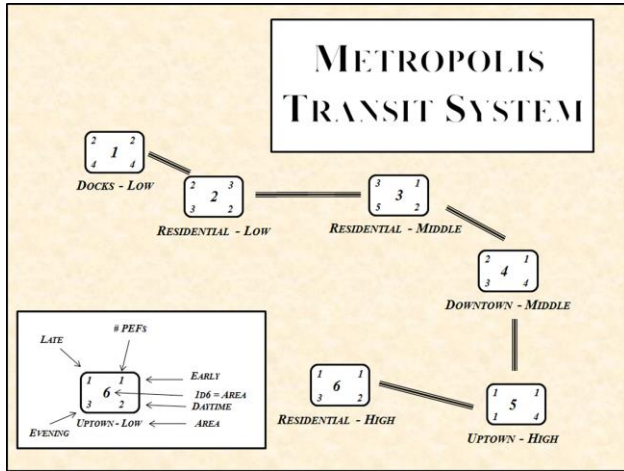 METROPOLIS
TRANSIT SYSTEM
2 2
1
4 4
DOCKS - LOW
2 3
2
3 2
RESIDENTIAL - LOW
3 1
3
5 2
RESIDENTIAL - MIDDLE
2 1
4
3 4
DOWNTOWN - MIDDLE
1 1
5
1 4
UPTOWN - HIGH
1 1
6
3 2
RESIDENTIAL - HIGH
# PEFS
LATE
1 1
EARLY
6
1D6 = AREA
3 2
DAYTIME
EVENING
UPTOWN - LOW
AREA